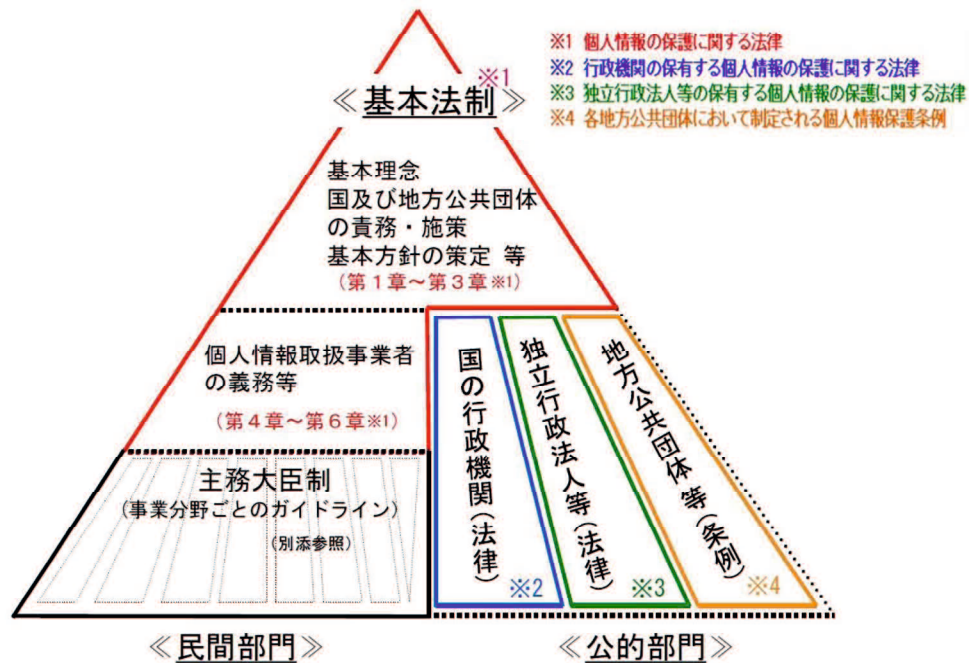 ※1 個人情報の保護に関する法律
※2 行政機関の保有する個人情報の保護に関する法律
※3 独立行政法人等の保有する個人情報の保護に関する法律
※4 各地方公共団体において制定される個人情報保護条例
≪基本法制≫※1
基本理念
国及び地方公共団体
の責務・施策
基本方針の策定 等
(第1章~第3章※1)
個人情報取扱事業者
の義務等
(第4章~第6章※1)
主務大臣制
(事業分野ごとのガイドライン)
(別添参照)
国の行政機関(法律)
※2
独立行政法人等(法律)
※3
地方公共団体等(条例)
※4
≪民間部門≫
≪公的部門≫